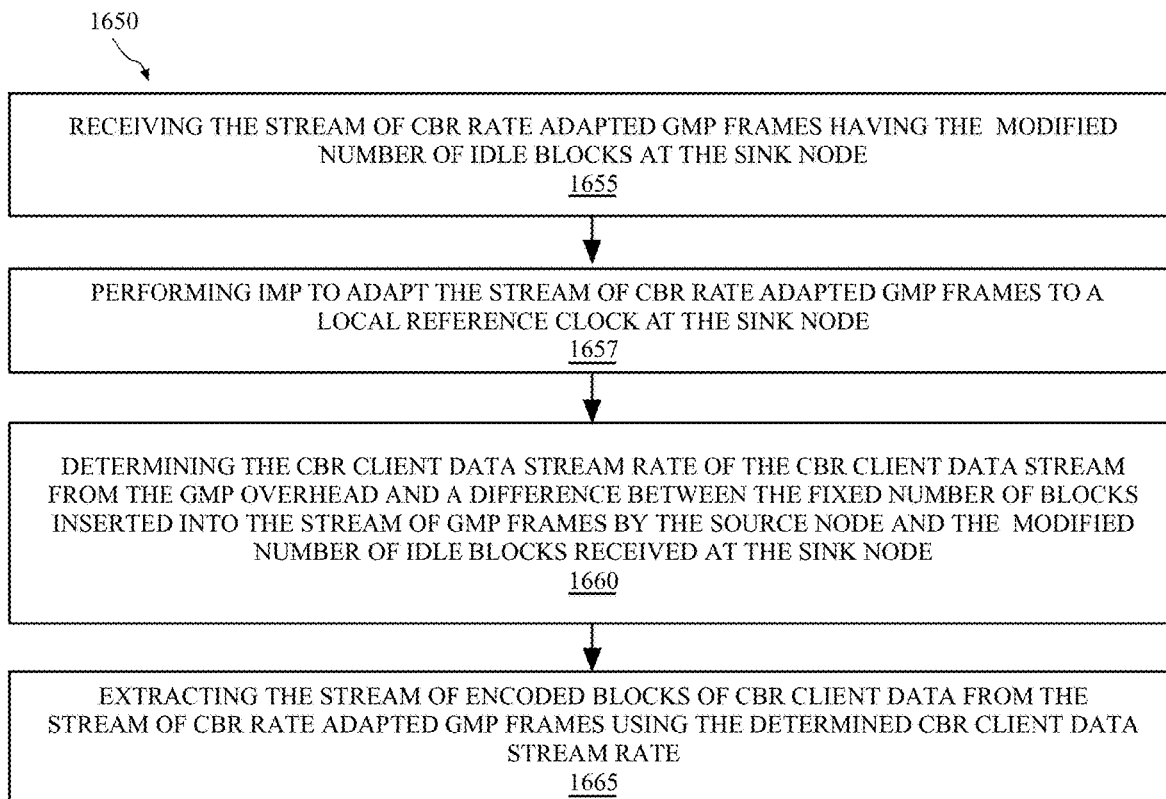 1650
RECEIVING THE STREAM OF CBR RATE ADAPTED GMP FRAMES HAVING THE MODIFIED
NUMBER OF IDLE BLOCKS AT THE SINK NODE
1655
PERFORMING IMP TO ADAPT THE STREAM OF CBR RATE ADAPTED GMP FRAMES TO A
LOCAL REFERENCE CLOCK AT THE SINK NODE
1657
DETERMINING THE CBR CLIENT DATA STREAM RATE OF THE CBR CLIENT DATA STREAM
FROM THE GMP OVERHEAD AND A DIFFERENCE BETWEEN THE FIXED NUMBER OF BLOCKS
INSERTED INTO THE STREAM OF GMP FRAMES BY THE SOURCE NODE AND THE MODIFIED
NUMBER OF IDLE BLOCKS RECEIVED AT THE SINK NODE
1660
EXTRACTING THE STREAM OF ENCODED BLOCKS OF CBR CLIENT DATA FROM THE
STREAM OF CBR RATE ADAPTED GMP FRAMES USING THE DETERMINED CBR CLIENT DATA
STREAM RATE
1665